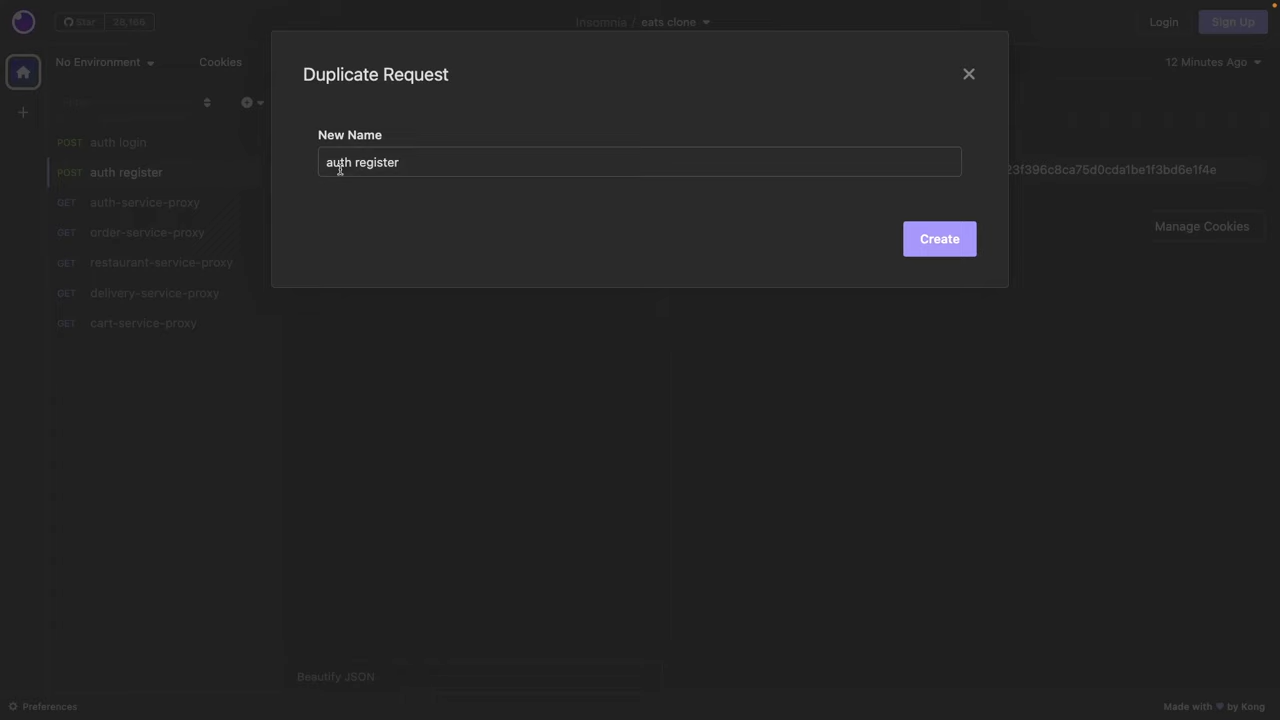 Star 28,166
Insomnia / eats clone
Login
Sign Up
No Environment
Cookies
12 Minutes Ago
Duplicate Request
New Name
auth register
Create
POST auth login
POST auth register
GET auth-service-proxy
GET order-service-proxy
GET restaurant-service-proxy
GET delivery-service-proxy
GET cart-service-proxy
23f396c8ca75d0cda1be1f3bd6e1f4e
Manage Cookies
Beautify JSON
Preferences
Made with ♥ by Kong